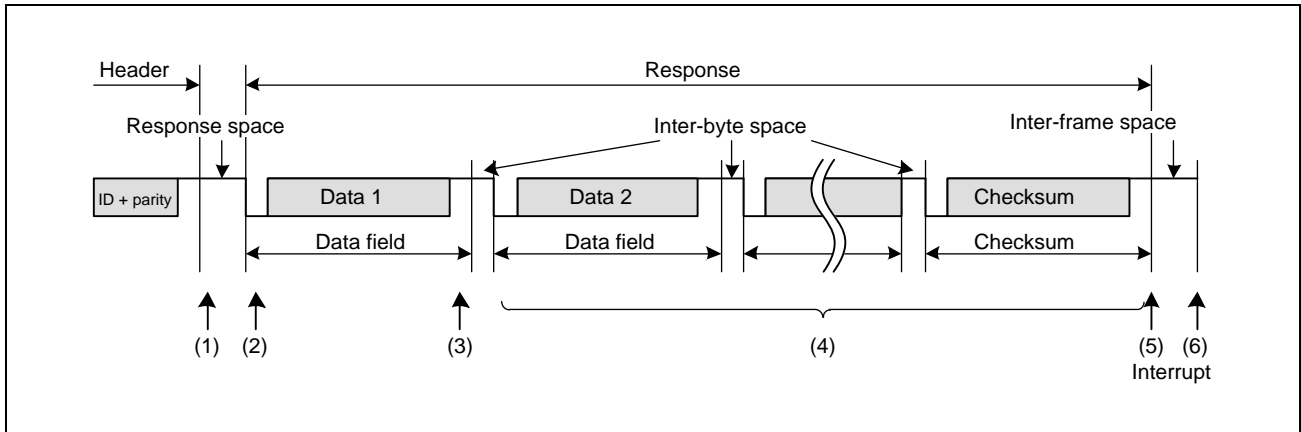 Header
Response
Response space
Inter-byte space
Inter-frame space
ID + parity
Data 1
Data 2
Checksum
Data field
Data field
Checksum
(1)
(2)
(3)
(4)
(5)
(6)
Interrupt